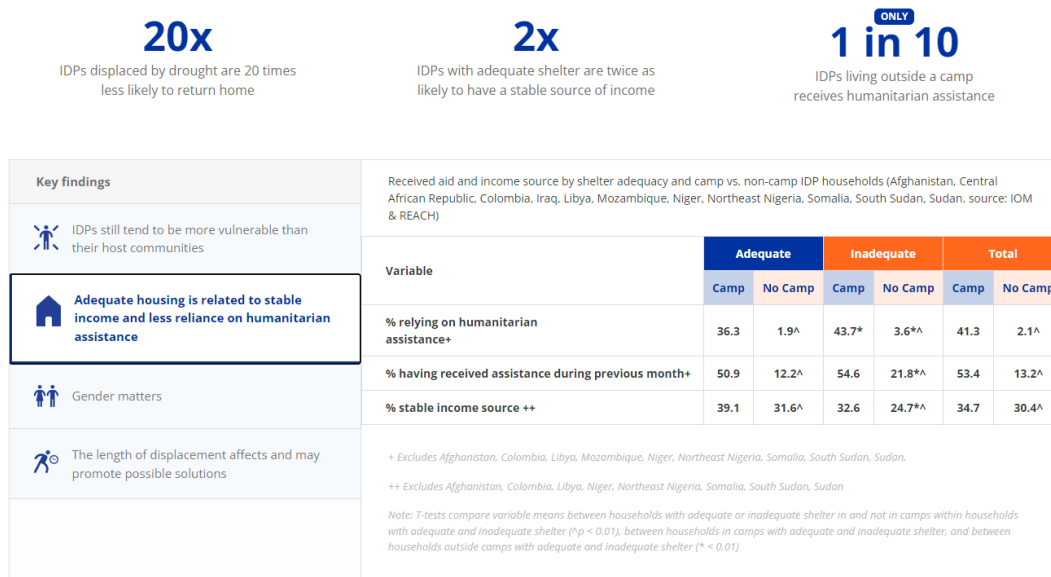 20x
IDPs displaced by drought are 20 times
less likely to return home
2x
IDPs with adequate shelter are twice as
likely to have a stable source of income
ONLY
1 in 10
IDPs living outside a camp
receives humanitarian assistance
Key findings
IDPs still tend to be more vulnerable than
their host communities
Adequate housing is related to stable
income and less reliance on humanitarian
assistance
Gender matters
The length of displacement affects and may
promote possible solutions
Received aid and income source by shelter adequacy and camp vs. non-camp IDP households (Afghanistan, Central
African Republic, Colombia, Iraq, Libya, Mozambique, Niger, Northeast Nigeria, Somalia, South Sudan, Sudan. source: IOM
& REACH)
Variable Adequate Inadequate Total
Camp No Camp Camp No Camp Camp No Camp
% relying on humanitarian
assistance+ 36.3 1.9^ 43.7* 3.6*^ 41.3 2.1^
% having received assistance during previous month+ 50.9 12.2^ 54.6 21.8*^ 53.4 13.2^
% stable income source ++ 39.1 31.6^ 32.6 24.7*^ 34.7 30.4^
+ Excludes Afghanistan, Colombia, Libya, Mozambique, Niger, Northeast Nigeria, Somalia, South Sudan, Sudan.
++ Excludes Afghanistan, Colombia, Libya, Niger, Northeast Nigeria, Somalia, South Sudan, Sudan
Note: T-tests compare variable means between households with adequate or inadequate shelter in and not in camps within households
with adequate and inadequate shelter (^p < 0.01), between households in camps with adequate and inadequate shelter, and between
households outside camps with adequate and inadequate shelter (* < 0.01)